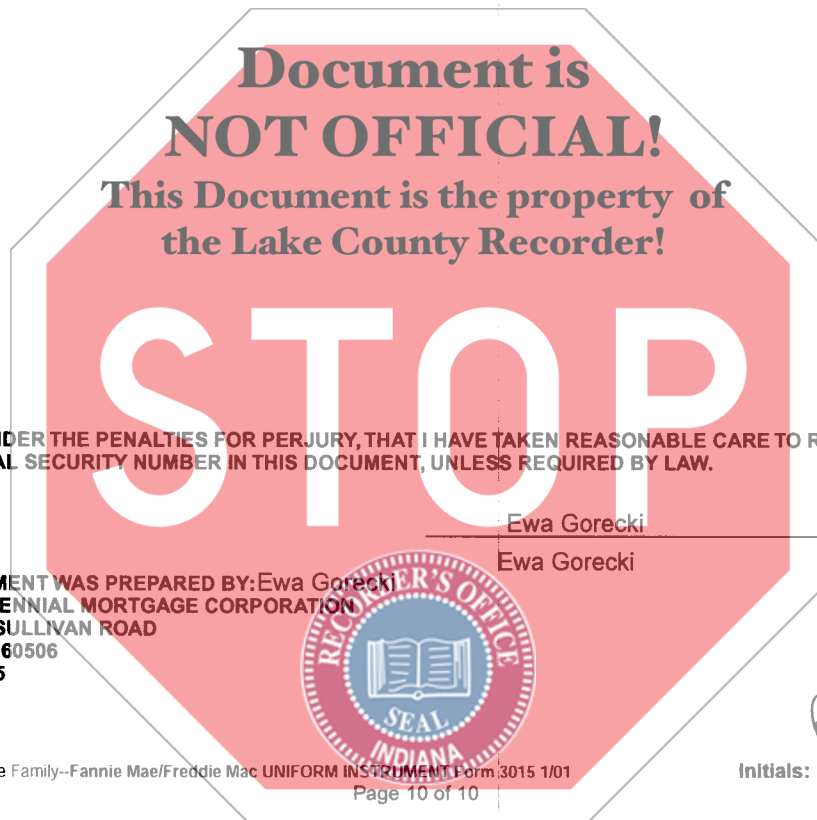 Document is
NOT OFFICIAL!
This Document is the property of
the Lake County Recorder!
STOP
DER THE PENALTIES FOR PERJURY, THAT I HAVE TAKEN REASONABLE CARE TO R
AL SECURITY NUMBER IN THIS DOCUMENT, UNLESS REQUIRED BY LAW.
Ewa Gorecki
Ewa Gorecki
MENT WAS PREPARED BY: Ewa Gorecki
ENNIAL MORTGAGE CORPORATION
SULLIVAN ROAD
60506
5
RECORDER'S OFFICE
SEAL
INDIANA
e Family--Fannie Mae/Freddie Mac UNIFORM INSTRUMENT Form 3015 1/01
Initials:
Page 10 of 10